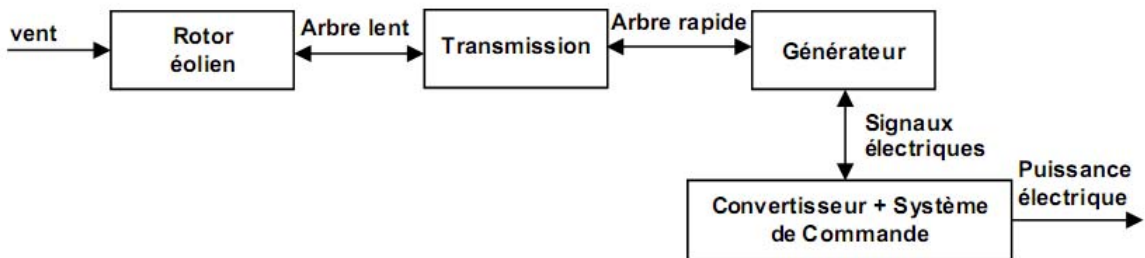 vent
Rotor
éolien
Arbre lent
Transmission
Arbre rapide
Générateur
Signaux
électriques
Convertisseur + Système
de Commande
Puissance
électrique